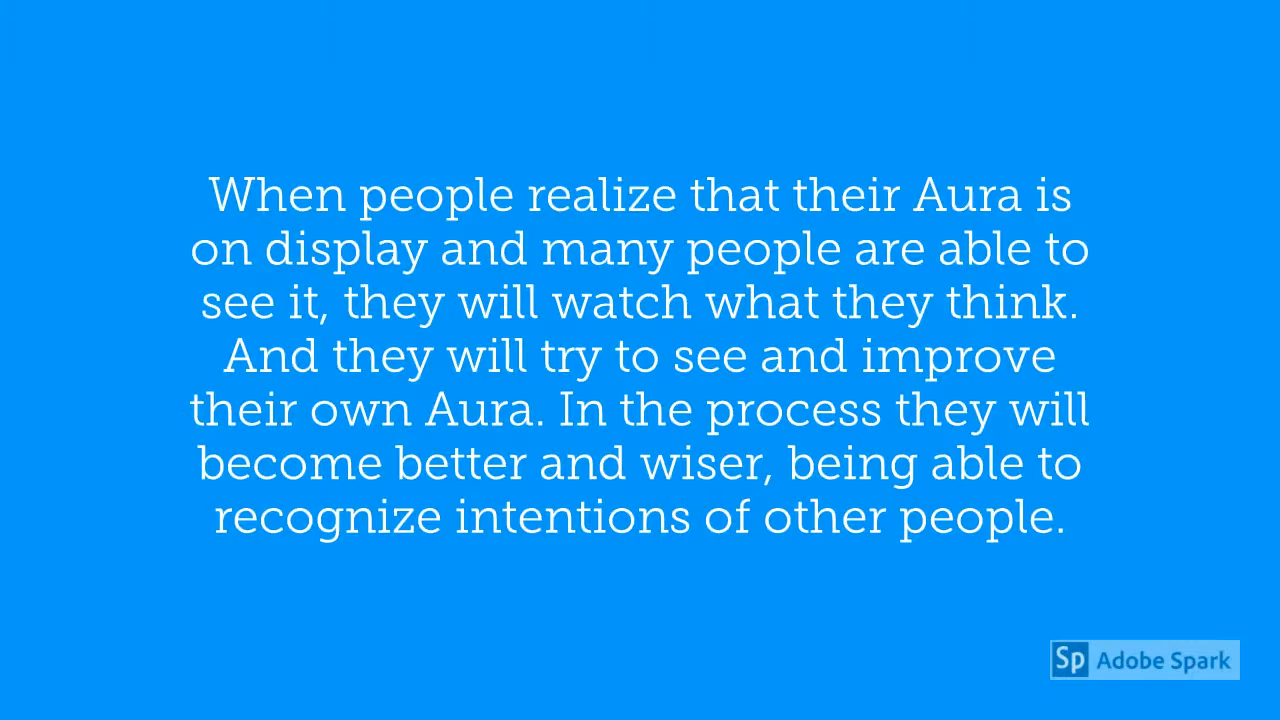 When people realize that their Aura is
on display and many people are able to
see it, they will watch what they think.
And they will try to see and improve
their own Aura. In the process they will
become better and wiser, being able to
recognize intentions of other people.
Sp Adobe Spark